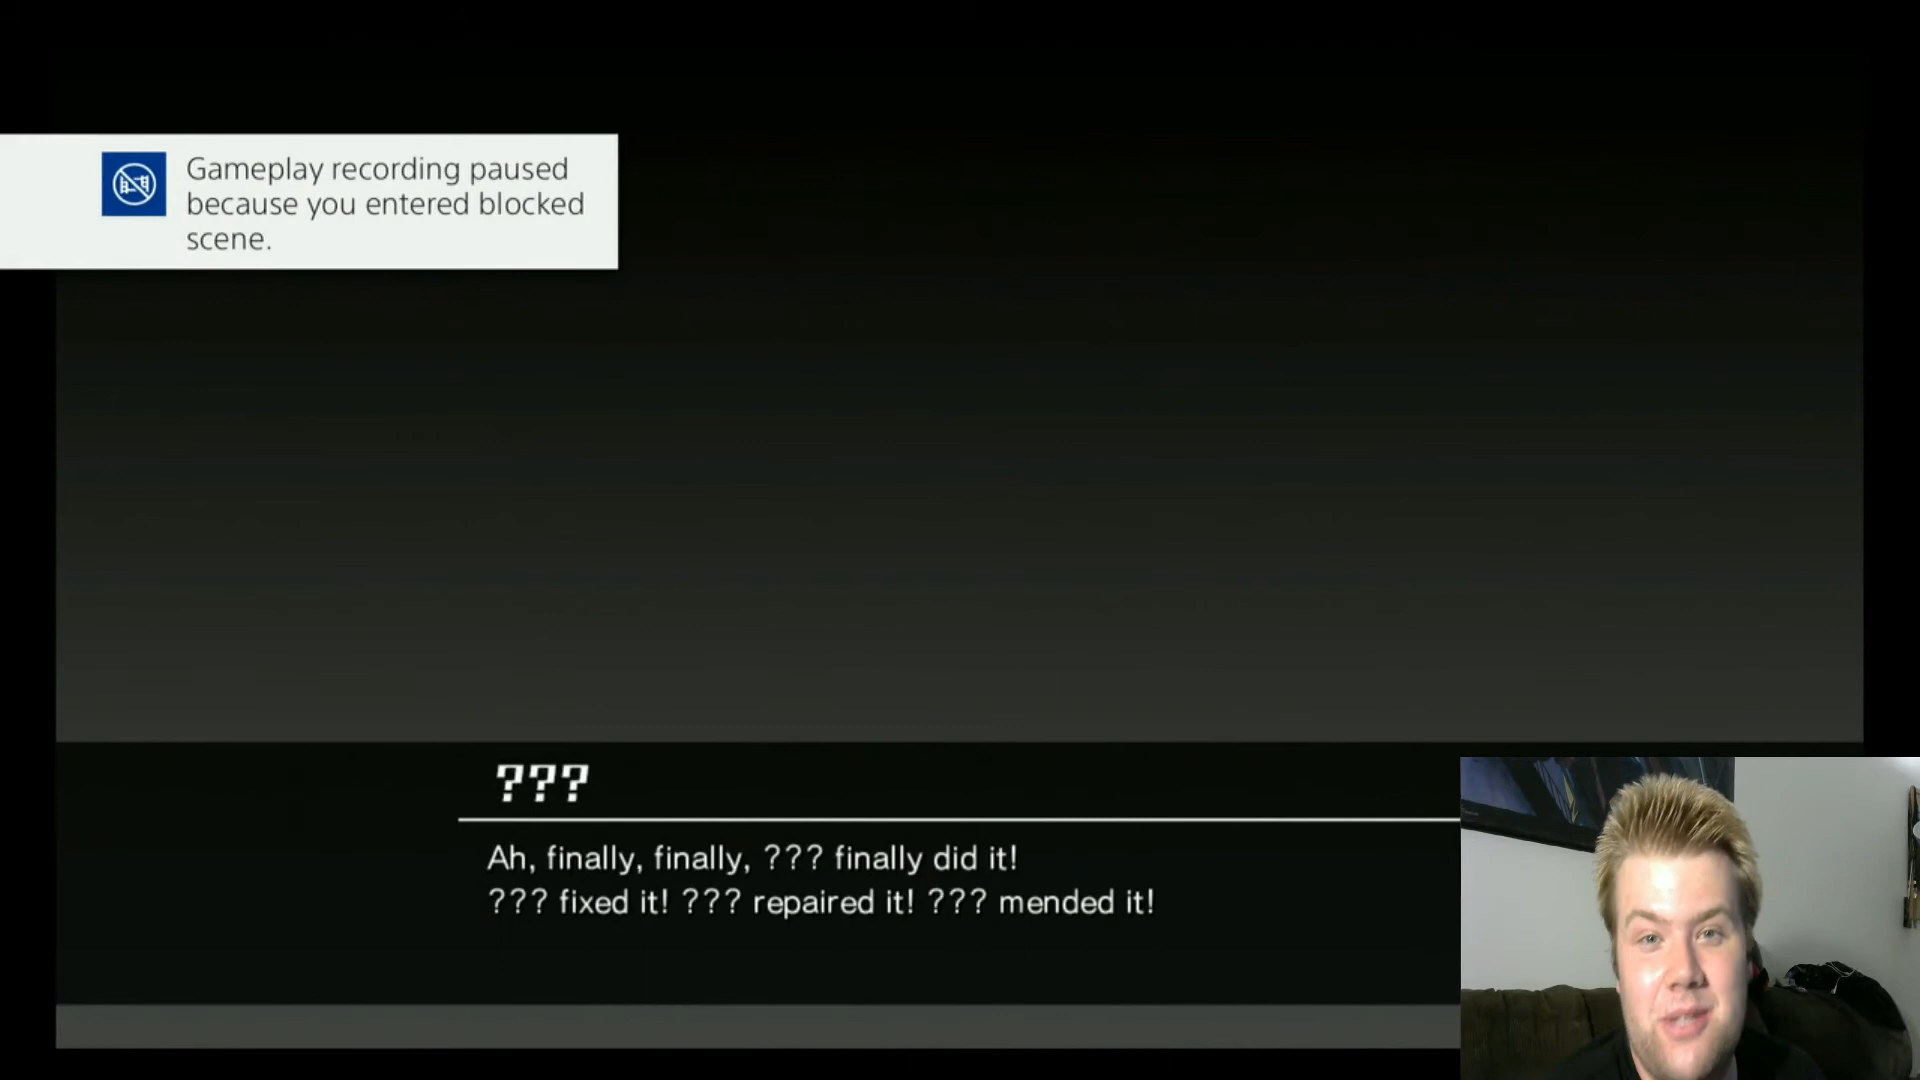 Gameplay recording paused
because you entered blocked
scene.
???
Ah, finally, finally, ??? finally did it!
??? fixed it! ??? repaired it! ??? mended it!